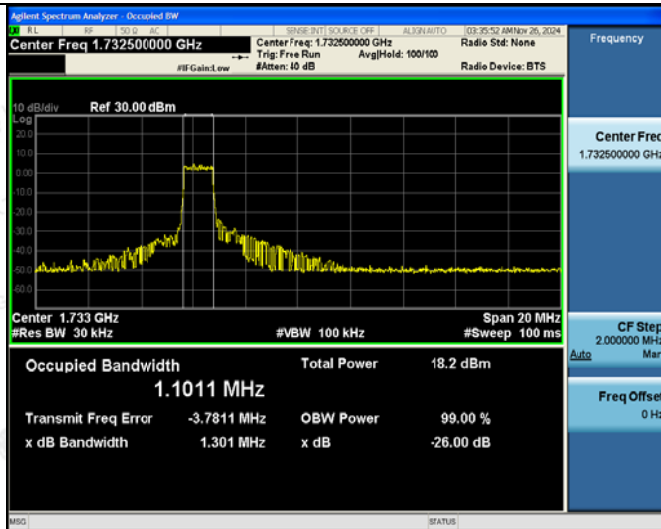 Agilent Spectrum Analyzer - Occupied BW
RL RF 50 Ω AC SENSE:INT SOURCE OFF ALIGN AUTO 03:35:52 AM Nov 26, 2024
Center Freq 1.732500000 GHz
Center Freq: 1.732500000 GHz
Radio Std: None
Trig: Free Run Avg|Hold: 100/100
#IFGain:Low #Atten: 40 dB Radio Device: BTS
Frequency
10 dB/div Ref 30.00 dBm
Log
20.0
10.0
0.00
-10.0
-20.0
-30.0
-40.0
-50.0
-60.0
Center 1.733 GHz Span 20 MHz
#Res BW 30 kHz #VBW 100 kHz #Sweep 100 ms
Occupied Bandwidth Total Power 18.2 dBm
1.1011 MHz
Transmit Freq Error -3.7811 MHz OBW Power 99.00 %
x dB Bandwidth 1.301 MHz x dB -26.00 dB
Center Freq
1.732500000 GHz
CF Step
2.000000 MHz
Auto Man
Freq Offset
0 Hz
MSG STATUS